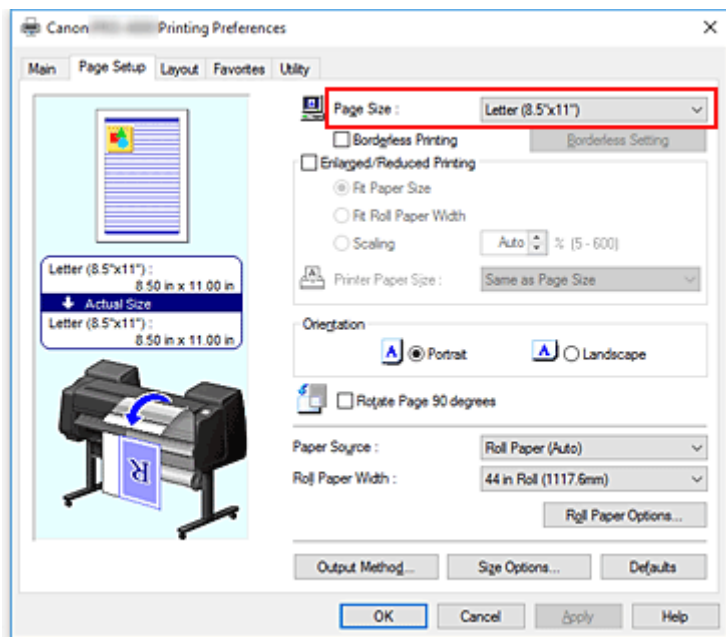 Canon Printing Preferences
Main Page Setup Layout Favorites Utility
Page Size : Letter (8.5"x11")
Borderless Printing Borderless Setting
Enlarged/Reduced Printing
Fit Paper Size
Fit Roll Paper Width
Scaling Auto % (5 - 600)
Printer Paper Size : Same as Page Size
Letter (8.5"x11") :
8.50 in x 11.00 in
Actual Size
Letter (8.5"x11") :
8.50 in x 11.00 in
Orientation
A Portrait A Landscape
Rotate Page 90 degrees
R
Paper Source : Roll Paper (Auto)
Roll Paper Width : 44 in Roll (1117.6mm)
Roll Paper Options...
Output Method... Size Options... Defaults
OK Cancel Apply Help